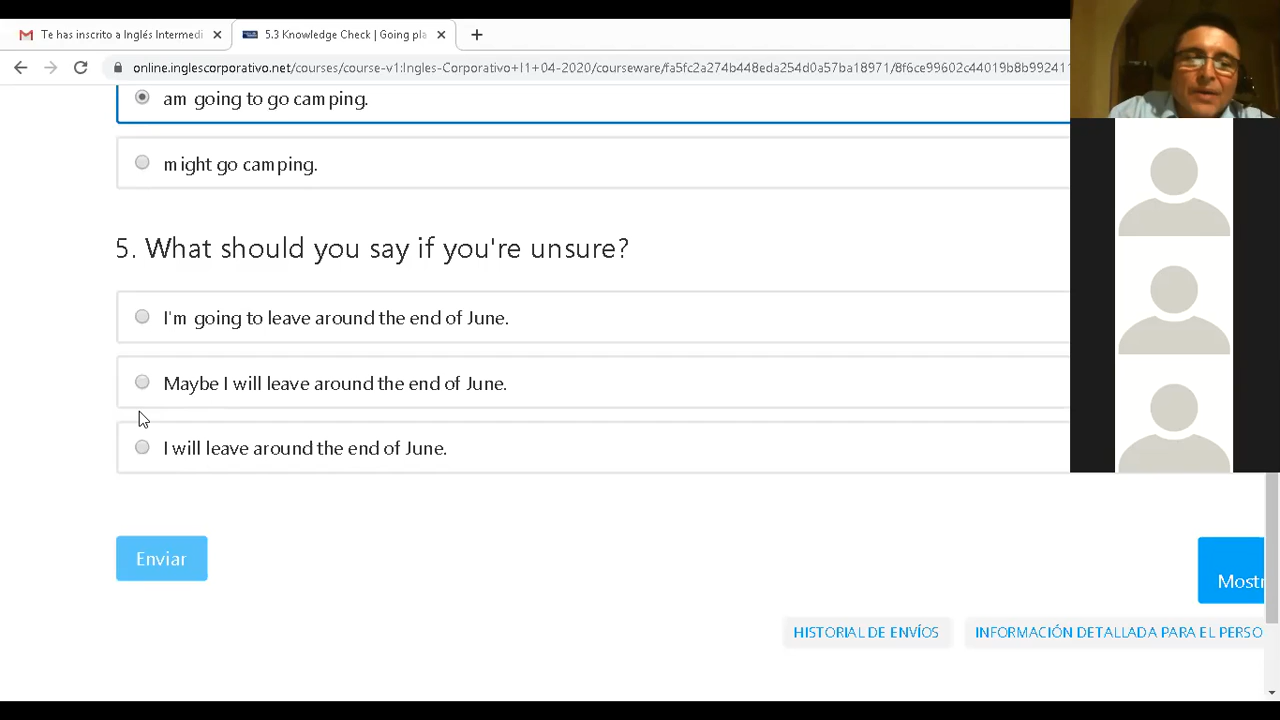 Te has inscrito a Inglés Intermedi
5.3 Knowledge Check | Going pla
online.inglescorporativo.net/courses/course-v1:Ingles-Corporativo+I1+04-2020/courseware/fa5fc2a274b448eda254d0a57ba18971/8f6ce99602c44019b8b992411
am going to go camping.
might go camping.
5. What should you say if you're unsure?
I'm going to leave around the end of June.
Maybe I will leave around the end of June.
I will leave around the end of June.
Enviar
Mostr
HISTORIAL DE ENVÍOS
INFORMACIÓN DETALLADA PARA EL PERSO